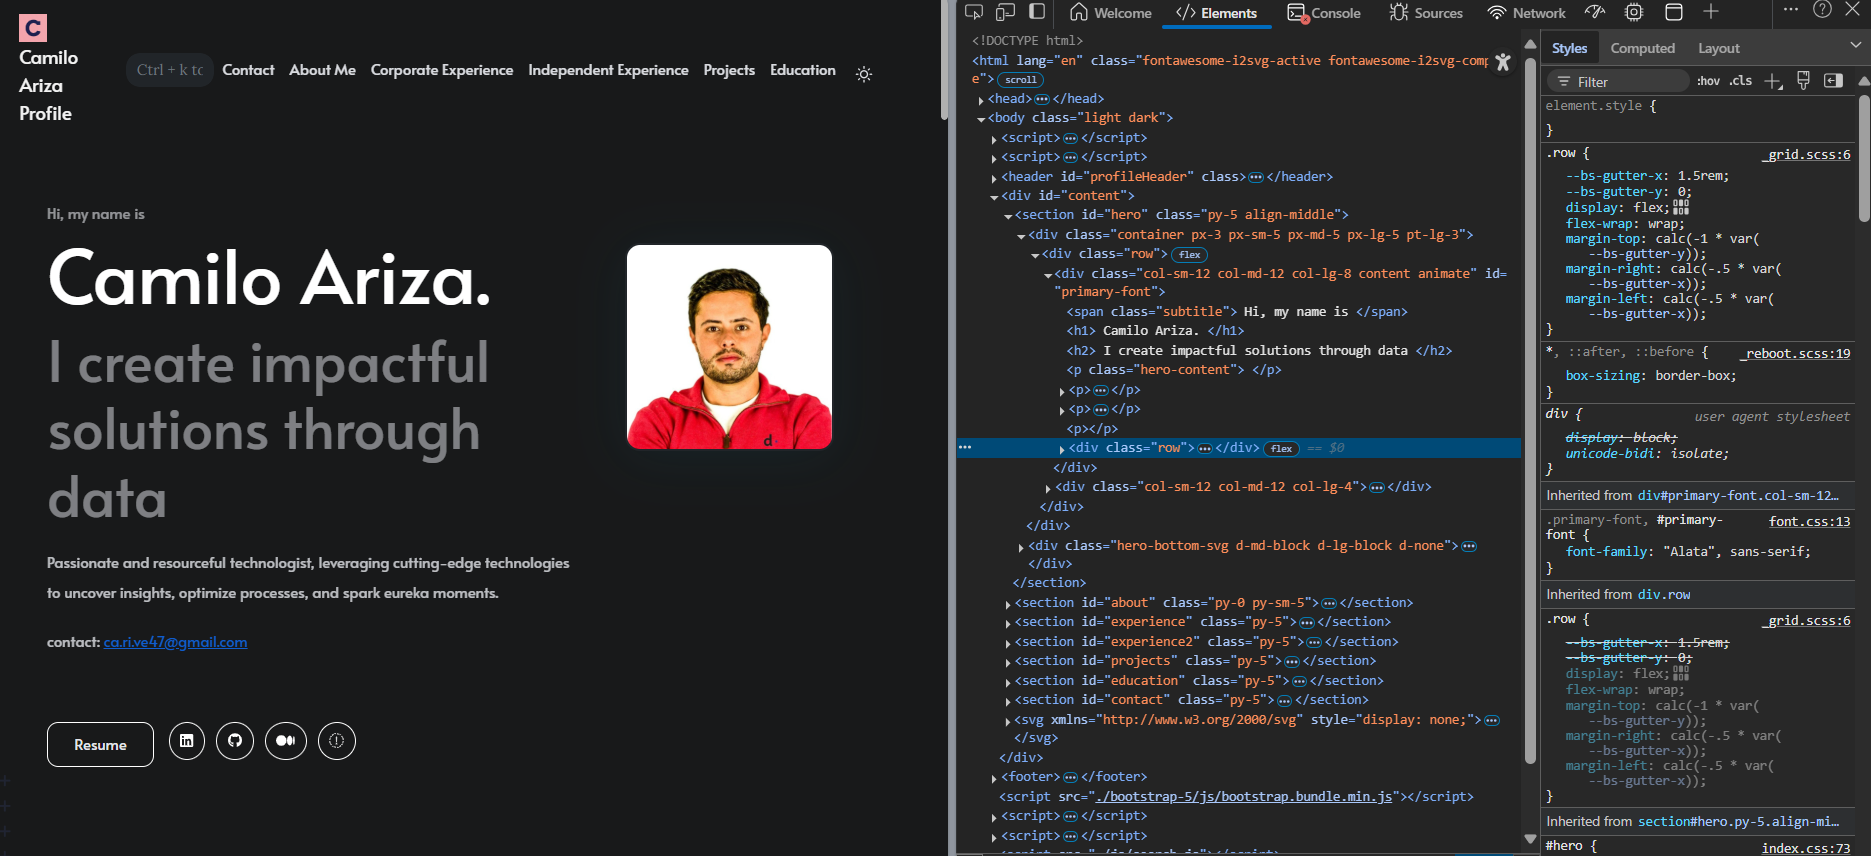 C
Camilo
Ariza
Profile
Ctrl + k to
Contact
About Me
Corporate Experience
Independent Experience
Projects
Education
Hi, my name is
Camilo Ariza.
I create impactful
solutions through
data
Passionate and resourceful technologist, leveraging cutting-edge technologies
to uncover insights, optimize processes, and spark eureka moments.
contact: ca.ri.ve47@gmail.com
Resume
Welcome
</> Elements
Console
Sources
Network
<!DOCTYPE html>
<html lang="en" class="fontawesome-i2svg-active fontawesome-i2svg-comp
e"> scroll
<head>…</head>
<body class="light dark">
<script>…</script>
<script>…</script>
<header id="profileHeader" class>…</header>
<div id="content">
<section id="hero" class="py-5 align-middle">
<div class="container px-3 px-sm-5 px-md-5 px-lg-5 pt-lg-3">
<div class="row"> flex
<div class="col-sm-12 col-md-12 col-lg-8 content animate" id=
"primary-font">
<span class="subtitle"> Hi, my name is </span>
<h1> Camilo Ariza. </h1>
<h2> I create impactful solutions through data </h2>
<p class="hero-content"> </p>
<p>…</p>
<p>…</p>
<p></p>
<div class="row">…</div> flex == $0
</div>
<div class="col-sm-12 col-md-12 col-lg-4">…</div>
</div>
</div>
<div class="hero-bottom-svg d-md-block d-lg-block d-none">…
</div>
</section>
<section id="about" class="py-0 py-sm-5">…</section>
<section id="experience" class="py-5">…</section>
<section id="experience2" class="py-5">…</section>
<section id="projects" class="py-5">…</section>
<section id="education" class="py-5">…</section>
<section id="contact" class="py-5">…</section>
<svg xmlns="http://www.w3.org/2000/svg" style="display: none;">…
</svg>
</div>
<footer>…</footer>
<script src="./bootstrap-5/js/bootstrap.bundle.min.js"></script>
<script>…</script>
<script>…</script>
Styles
Computed
Layout
Filter
:hov .cls
element.style {
}
.row { _grid.scss:6
--bs-gutter-x: 1.5rem;
--bs-gutter-y: 0;
display: flex;
flex-wrap: wrap;
margin-top: calc(-1 * var(
--bs-gutter-y));
margin-right: calc(-.5 * var(
--bs-gutter-x));
margin-left: calc(-.5 * var(
--bs-gutter-x));
}
*, ::after, ::before { _reboot.scss:19
box-sizing: border-box;
}
div { user agent stylesheet
display: block;
unicode-bidi: isolate;
}
Inherited from div#primary-font.col-sm-12…
.primary-font, #primary- font.css:13
font {
font-family: "Alata", sans-serif;
}
Inherited from div.row
.row { _grid.scss:6
--bs-gutter-x: 1.5rem;
--bs-gutter-y: 0;
display: flex;
flex-wrap: wrap;
margin-top: calc(-1 * var(
--bs-gutter-y));
margin-right: calc(-.5 * var(
--bs-gutter-x));
margin-left: calc(-.5 * var(
--bs-gutter-x));
}
Inherited from section#hero.py-5.align-mi…
#hero { index.css:73